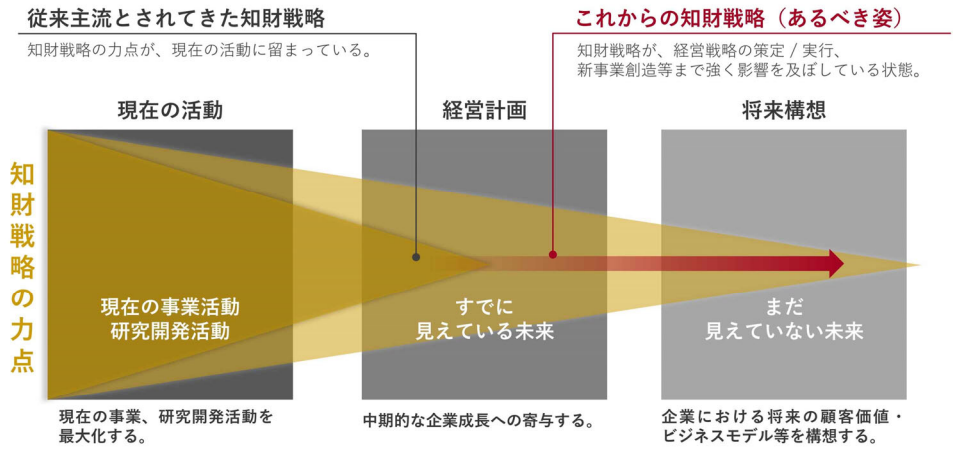 従来主流とされてきた知財戦略
知財戦略の力点が、現在の活動に留まっている。
これからの知財戦略（あるべき姿）
知財戦略が、経営戦略の策定 / 実行、
新事業創造等まで強く影響を及ぼしている状態。
現在の活動
経営計画
将来構想
知財戦略の力点
現在の事業活動
研究開発活動
すでに
見えている未来
まだ
見えていない未来
現在の事業、研究開発活動を
最大化する。
中期的な企業成長への寄与する。
企業における将来の顧客価値・
ビジネスモデル等を構想する。